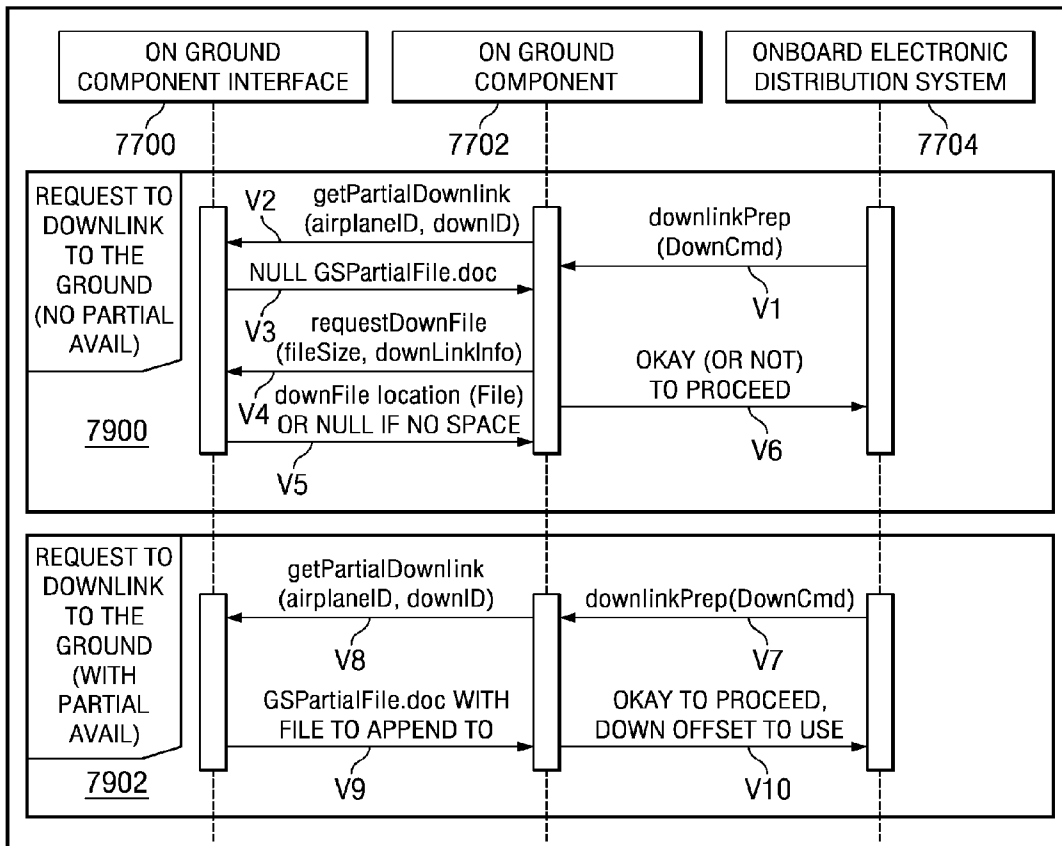 ON GROUND
COMPONENT INTERFACE
ON GROUND
COMPONENT
ONBOARD ELECTRONIC
DISTRIBUTION SYSTEM
7700
7702
7704
REQUEST TO
DOWNLINK
TO THE
GROUND
(NO PARTIAL
AVAIL)
7900
V2
getPartialDownlink
(airplaneID, downID)
downlinkPrep
(DownCmd)
V1
NULL GSPartialFile.doc
V3
requestDownFile
(fileSize, downLinkInfo)
V4
downFile location (File)
OR NULL IF NO SPACE
V5
OKAY (OR NOT)
TO PROCEED
V6
REQUEST TO
DOWNLINK
TO THE
GROUND
(WITH
PARTIAL
AVAIL)
7902
getPartialDownlink
(airplaneID, downID)
V8
downlinkPrep(DownCmd)
V7
GSPartialFile.doc WITH
FILE TO APPEND TO
V9
OKAY TO PROCEED,
DOWN OFFSET TO USE
V10